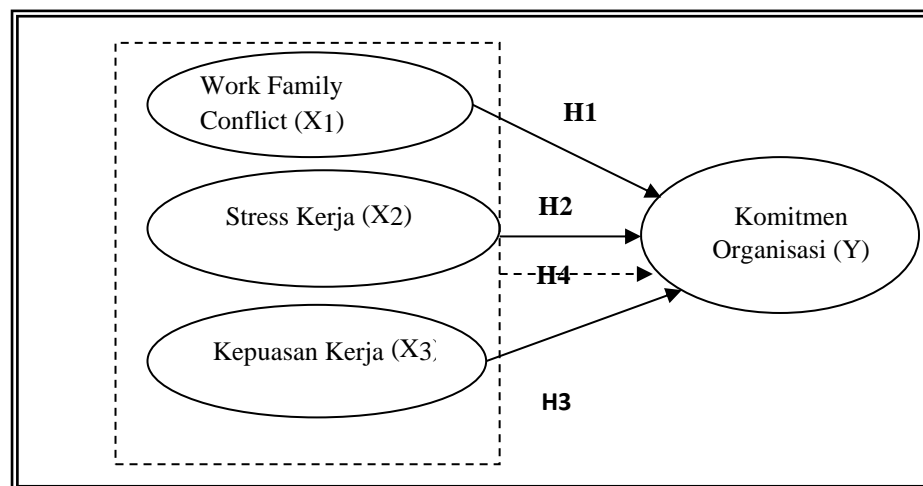 Work Family
Conflict (X1)
H1
Stress Kerja (X2)
H2
Komitmen
Organisasi (Y)
H4
Kepuasan Kerja (X3)
H3